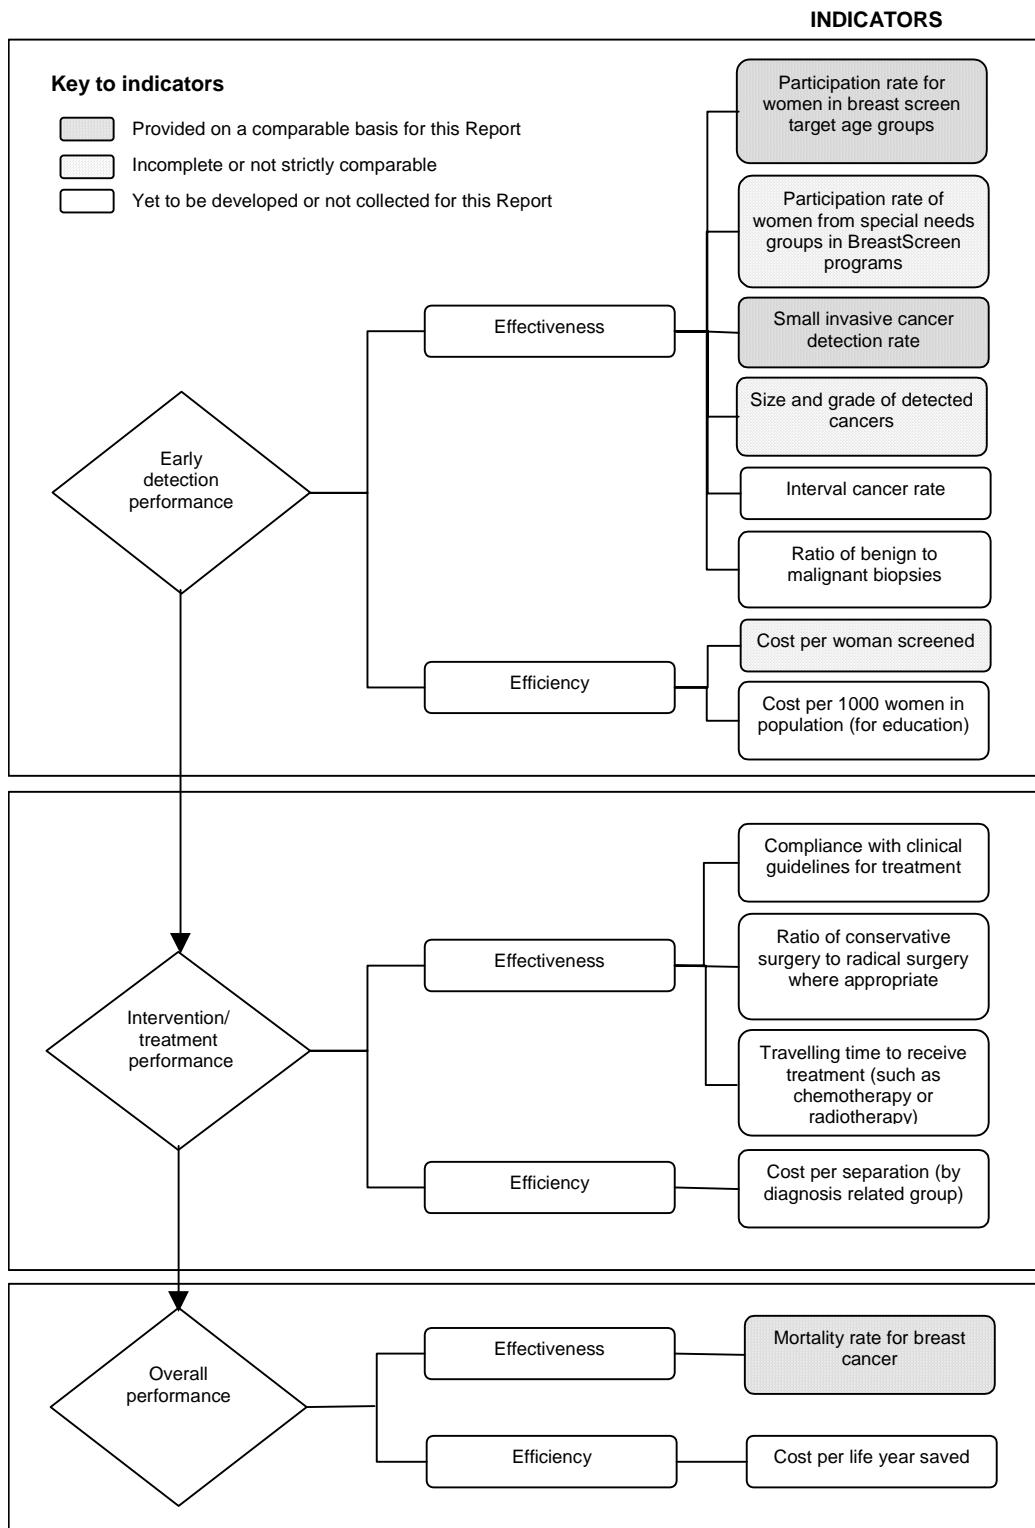 INDICATORS
Key to indicators
Provided on a comparable basis for this Report
Incomplete or not strictly comparable
Yet to be developed or not collected for this Report
Participation rate for
women in breast screen
target age groups
Participation rate of
women from special needs
groups in BreastScreen
programs
Effectiveness
Small invasive cancer
detection rate
Size and grade of detected
cancers
Early
detection
performance
Interval cancer rate
Ratio of benign to
malignant biopsies
Efficiency
Cost per woman screened
Cost per 1000 women in
population (for education)
Compliance with clinical
guidelines for treatment
Effectiveness
Ratio of conservative
surgery to radical surgery
where appropriate
Intervention/
treatment
performance
Travelling time to receive
treatment (such as
chemotherapy or
radiotherapy)
Efficiency
Cost per separation (by
diagnosis related group)
Overall
performance
Effectiveness
Mortality rate for breast
cancer
Efficiency
Cost per life year saved